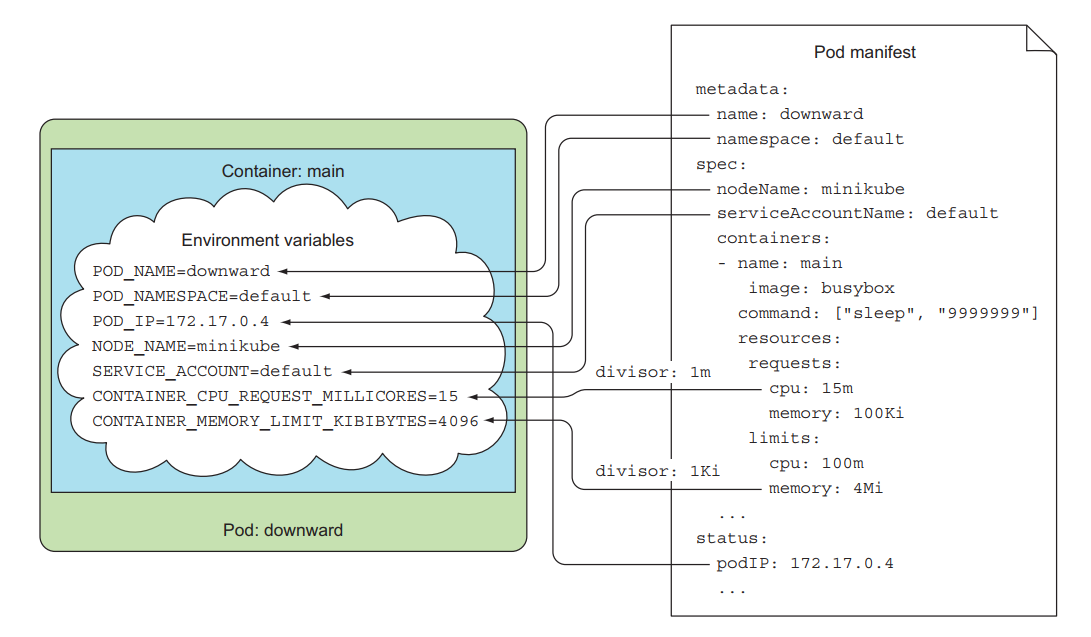 Container: main
Environment variables
POD_NAME=downward
POD_NAMESPACE=default
POD_IP=172.17.0.4
NODE_NAME=minikube
SERVICE_ACCOUNT=default
CONTAINER_CPU_REQUEST_MILLICORES=15
CONTAINER_MEMORY_LIMIT_KIBIBYTES=4096
Pod: downward
divisor: 1m
divisor: 1Ki
Pod manifest
metadata:
name: downward
namespace: default
spec:
nodeName: minikube
serviceAccountName: default
containers:
- name: main
image: busybox
command: ["sleep", "9999999"]
resources:
requests:
cpu: 15m
memory: 100Ki
limits:
cpu: 100m
memory: 4Mi
...
status:
podIP: 172.17.0.4
...